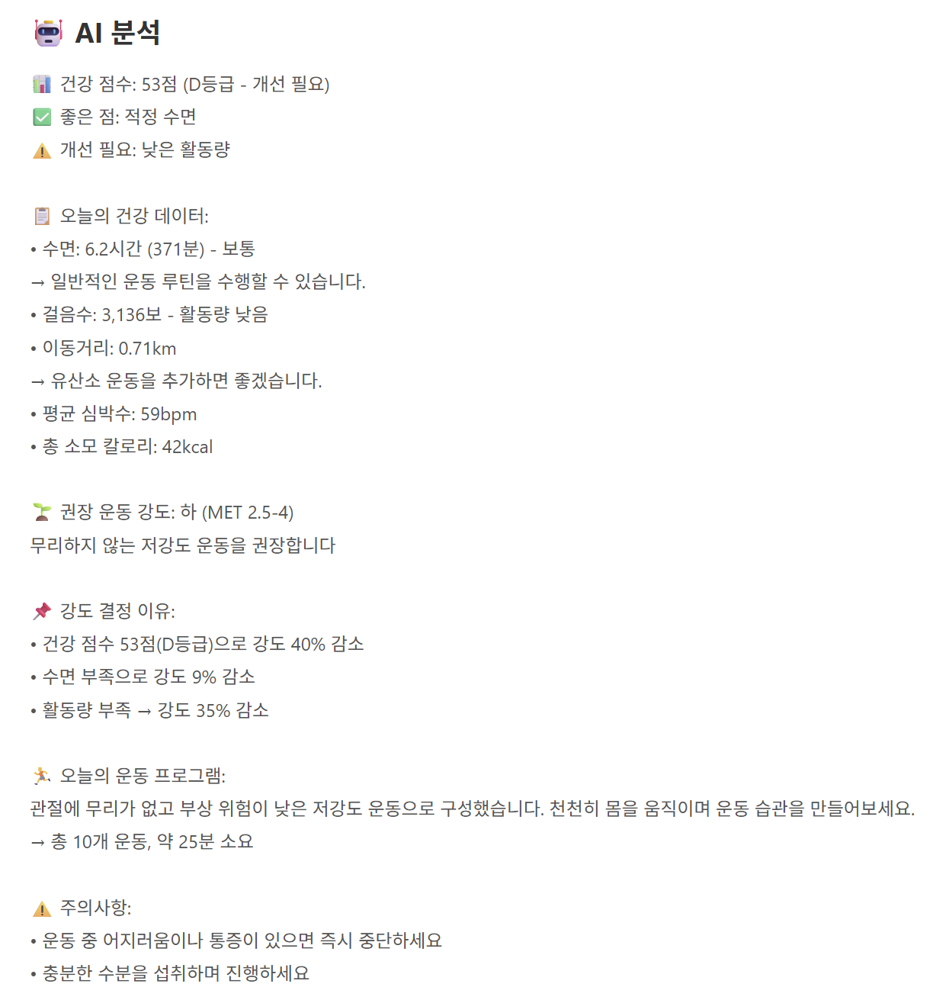 AI 분석
건강 점수: 53점 (D등급 - 개선 필요)
좋은 점: 적정 수면
개선 필요: 낮은 활동량
오늘의 건강 데이터:
• 수면: 6.2시간 (371분) - 보통
→ 일반적인 운동 루틴을 수행할 수 있습니다.
• 걸음수: 3,136보 - 활동량 낮음
• 이동거리: 0.71km
→ 유산소 운동을 추가하면 좋겠습니다.
• 평균 심박수: 59bpm
• 총 소모 칼로리: 42kcal
권장 운동 강도: 하 (MET 2.5-4)
무리하지 않는 저강도 운동을 권장합니다
강도 결정 이유:
• 건강 점수 53점(D등급)으로 강도 40% 감소
• 수면 부족으로 강도 9% 감소
• 활동량 부족 → 강도 35% 감소
오늘의 운동 프로그램:
관절에 무리가 없고 부상 위험이 낮은 저강도 운동으로 구성했습니다. 천천히 몸을 움직이며 운동 습관을 만들어보세요.
→ 총 10개 운동, 약 25분 소요
주의사항:
• 운동 중 어지러움이나 통증이 있으면 즉시 중단하세요
• 충분한 수분을 섭취하며 진행하세요